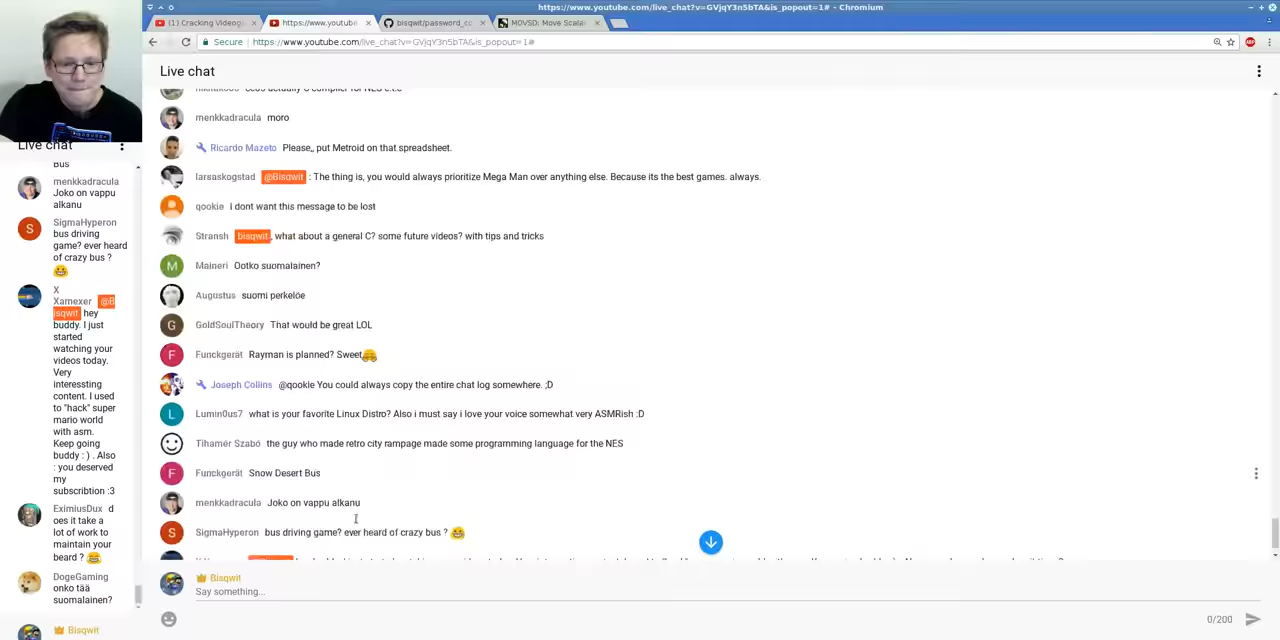 https://www.youtube.com/live_chat?v=GVjqY3n5bTA&is_popout=1# - Chromium
(1) Cracking Videog
https://www.youtube
bisqwit/password_cc
MOVSD: Move Scalar
Secure
https://www.youtube.com/live_chat?v=GVjqY3n5bTA&is_popout=1#
Live chat
menkkadracula moro
Ricardo Mazeto Please,, put Metroid on that spreadsheet.
larsaskogstad @Bisqwit : The thing is, you would always prioritize Mega Man over anything else. Because its the best games. always.
qookie i dont want this message to be lost
Stransh bisqwit, what about a general C? some future videos? with tips and tricks
Maineri Ootko suomalainen?
Augustus suomi perkelöe
GoldSoulTheory That would be great LOL
Funckgerät Rayman is planned? Sweet
Joseph Collins @qookie You could always copy the entire chat log somewhere. ;D
Lumin0us7 what is your favorite Linux Distro? Also i must say i love your voice somewhat very ASMRish :D
Tihamér Szabó the guy who made retro city rampage made some programming language for the NES
Funckgerät Snow Desert Bus
menkkadracula Joko on vappu alkanu
SigmaHyperon bus driving game? ever heard of crazy bus ?
Bisqwit
Say something...
0/200
Live chat
Bus
menkkadracula
Joko on vappu
alkanu
SigmaHyperon
bus driving
game? ever heard
of crazy bus ?
X
Xamexer @B
isqwit hey
buddy. I just
started
watching your
videos today.
Very
interessting
content. I used
to "hack" super
mario world
with asm.
Keep going
buddy : ) . Also
: you deserved
my
subscribtion :3
EximiusDux d
oes it take a
lot of work to
maintain your
beard ?
DogeGaming
onko tää
suomalainen?
Bisqwit